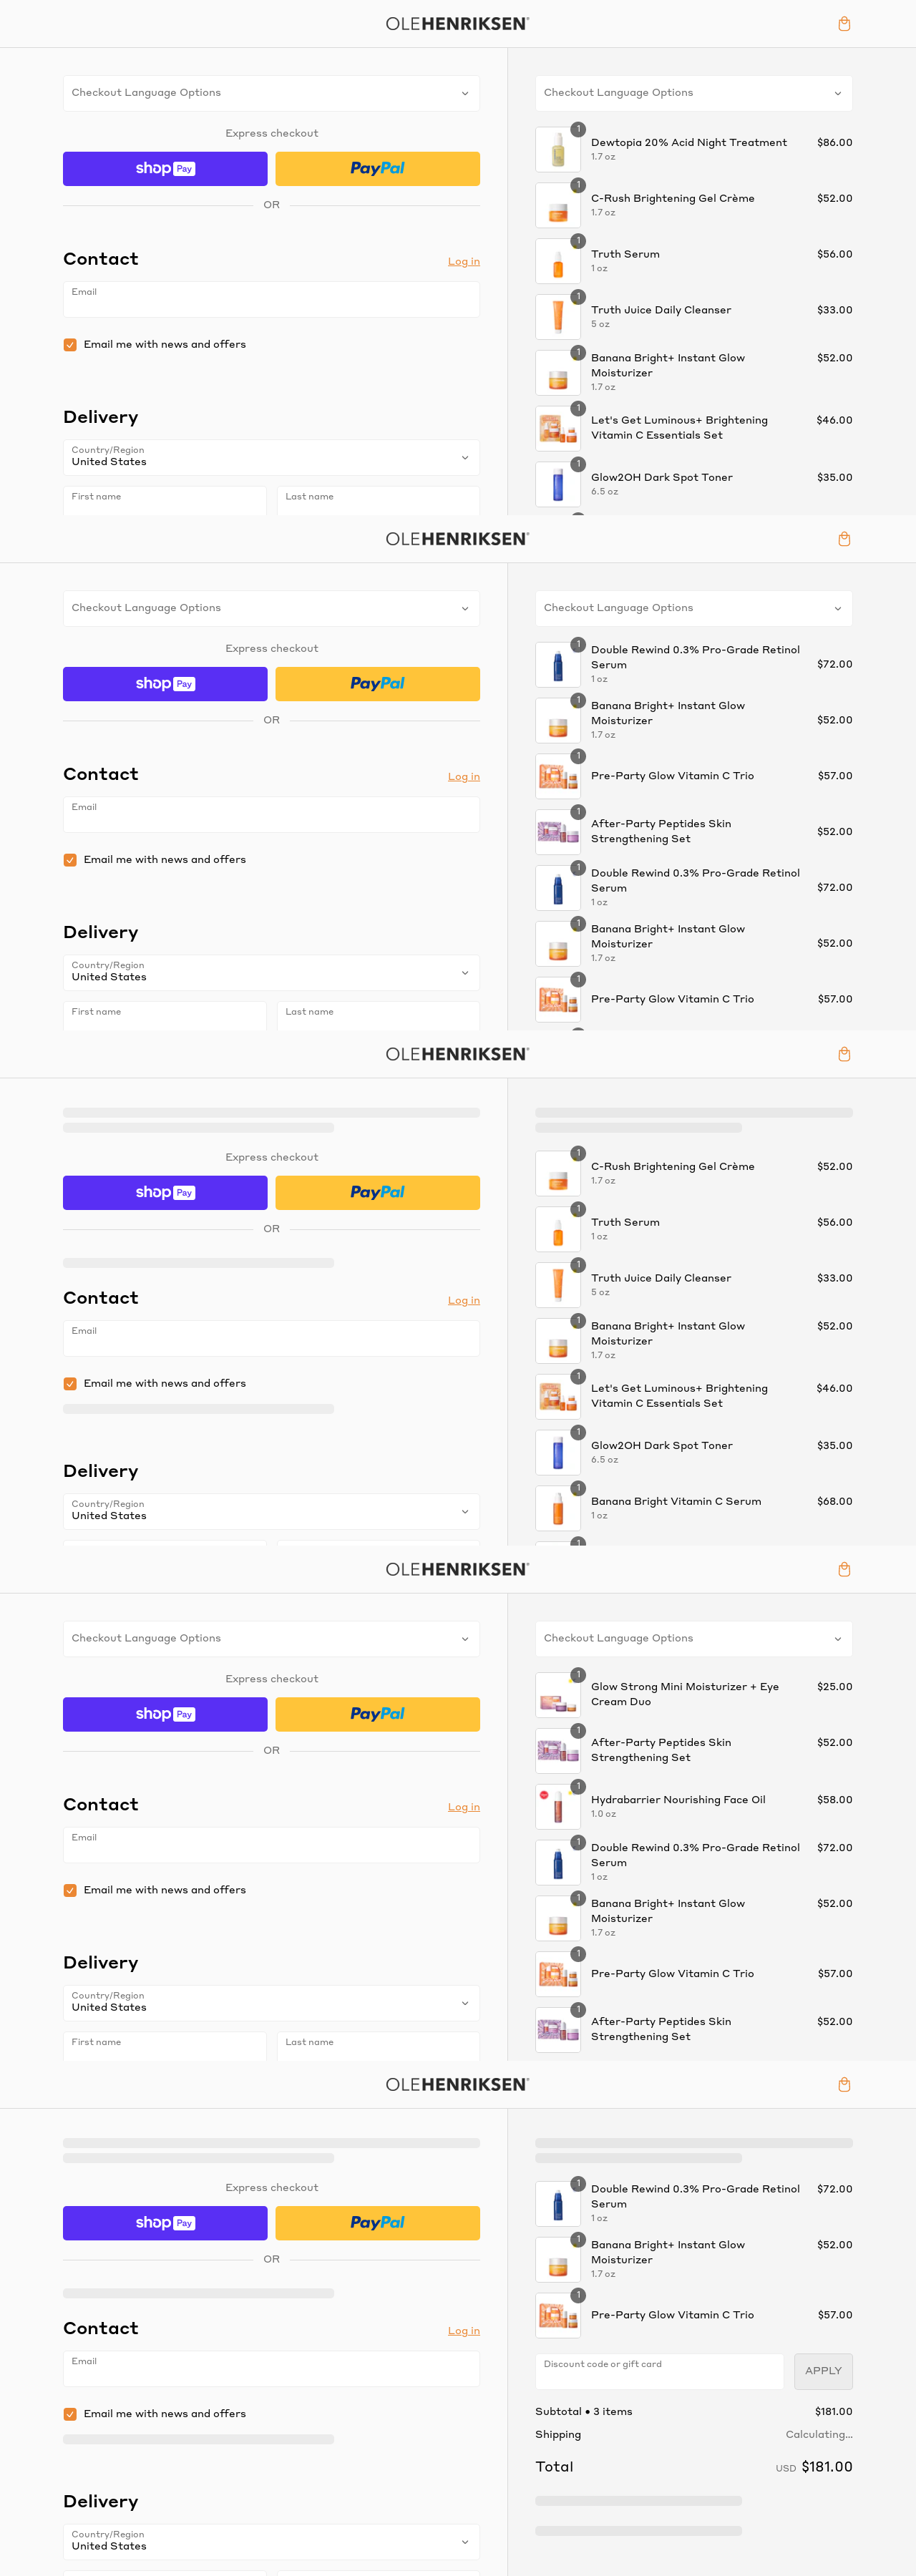 OLEHENRIKSEN®
Checkout Language Options
Express checkout
shop Pay
PayPal
OR
Contact
Log in
Email
Email me with news and offers
Delivery
Country/Region
United States
First name
Last name
Checkout Language Options
1
Dewtopia 20% Acid Night Treatment
$86.00
1.7 oz
1
C-Rush Brightening Gel Crème
$52.00
1.7 oz
1
Truth Serum
$56.00
1 oz
1
Truth Juice Daily Cleanser
$33.00
5 oz
1
Banana Bright+ Instant Glow
Moisturizer
$52.00
1.7 oz
1
Let's Get Luminous+ Brightening
Vitamin C Essentials Set
$46.00
1
Glow2OH Dark Spot Toner
$35.00
6.5 oz
OLEHENRIKSEN®
Checkout Language Options
Express checkout
shop Pay
PayPal
OR
Contact
Log in
Email
Email me with news and offers
Delivery
Country/Region
United States
First name
Last name
Checkout Language Options
1
Double Rewind 0.3% Pro-Grade Retinol
Serum
$72.00
1 oz
1
Banana Bright+ Instant Glow
Moisturizer
$52.00
1.7 oz
1
Pre-Party Glow Vitamin C Trio
$57.00
1
After-Party Peptides Skin
Strengthening Set
$52.00
1
Double Rewind 0.3% Pro-Grade Retinol
Serum
$72.00
1 oz
1
Banana Bright+ Instant Glow
Moisturizer
$52.00
1.7 oz
1
Pre-Party Glow Vitamin C Trio
$57.00
OLEHENRIKSEN®
Express checkout
shop Pay
PayPal
OR
Contact
Log in
Email
Email me with news and offers
Delivery
Country/Region
United States
1
C-Rush Brightening Gel Crème
$52.00
1.7 oz
1
Truth Serum
$56.00
1 oz
1
Truth Juice Daily Cleanser
$33.00
5 oz
1
Banana Bright+ Instant Glow
Moisturizer
$52.00
1.7 oz
1
Let's Get Luminous+ Brightening
Vitamin C Essentials Set
$46.00
1
Glow2OH Dark Spot Toner
$35.00
6.5 oz
1
Banana Bright Vitamin C Serum
$68.00
1 oz
1
OLEHENRIKSEN®
Checkout Language Options
Express checkout
shop Pay
PayPal
OR
Contact
Log in
Email
Email me with news and offers
Delivery
Country/Region
United States
First name
Last name
Checkout Language Options
1
Glow Strong Mini Moisturizer + Eye
Cream Duo
$25.00
1
After-Party Peptides Skin
Strengthening Set
$52.00
1
Hydrabarrier Nourishing Face Oil
$58.00
1.0 oz
1
Double Rewind 0.3% Pro-Grade Retinol
Serum
$72.00
1 oz
1
Banana Bright+ Instant Glow
Moisturizer
$52.00
1.7 oz
1
Pre-Party Glow Vitamin C Trio
$57.00
1
After-Party Peptides Skin
Strengthening Set
$52.00
OLEHENRIKSEN®
Express checkout
shop Pay
PayPal
OR
Contact
Log in
Email
Email me with news and offers
Delivery
Country/Region
United States
1
Double Rewind 0.3% Pro-Grade Retinol
Serum
$72.00
1 oz
1
Banana Bright+ Instant Glow
Moisturizer
$52.00
1.7 oz
1
Pre-Party Glow Vitamin C Trio
$57.00
Discount code or gift card
APPLY
Subtotal • 3 items
$181.00
Shipping
Calculating...
Total
USD $181.00